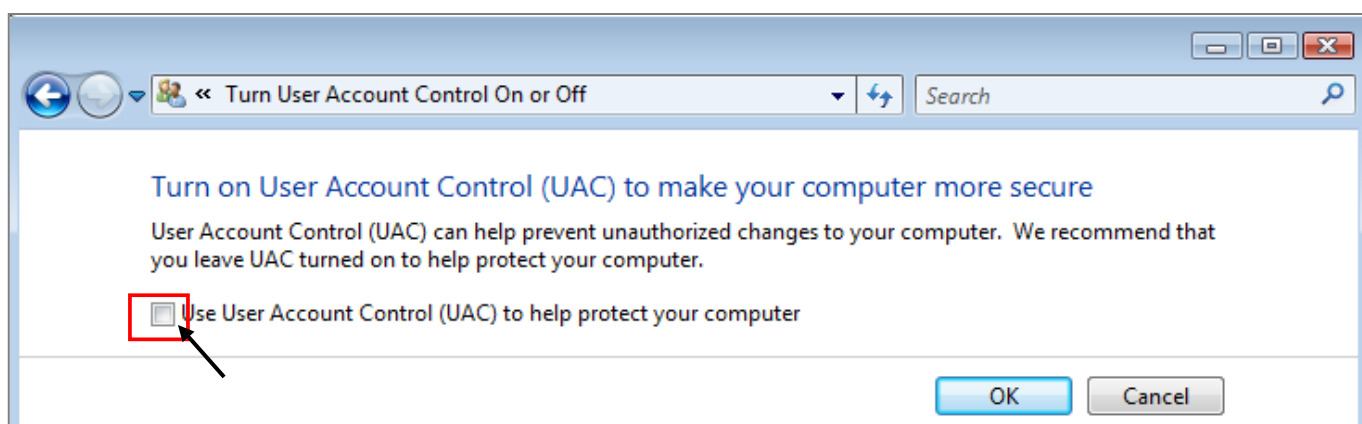 « Turn User Account Control On or Off Search
Turn on User Account Control (UAC) to make your computer more secure
User Account Control (UAC) can help prevent unauthorized changes to your computer.  We recommend that
you leave UAC turned on to help protect your computer.
Use User Account Control (UAC) to help protect your computer
OK Cancel